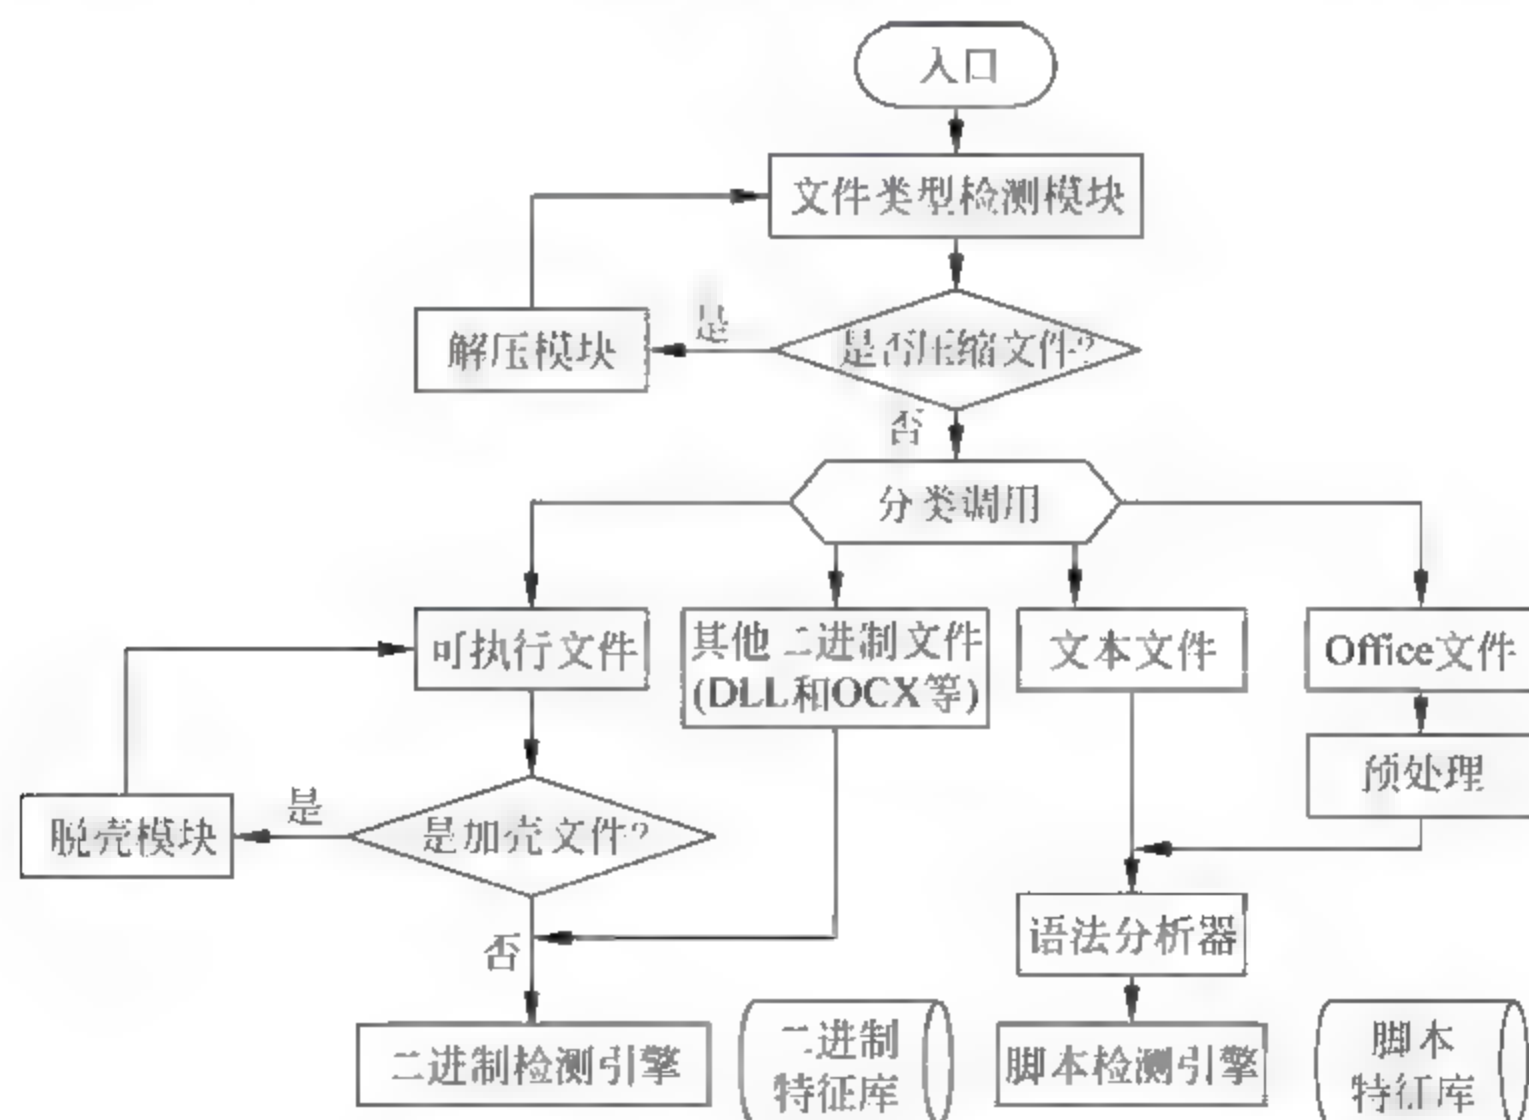 入口
文件类型检测模块
是
解压模块
是否压缩文件?
否
分类调用
可执行文件
其他二进制文件
(DLL和OCX等)
文本文件
Office文件
预处理
是
脱壳模块
是加壳文件?
否
语法分析器
二进制检测引擎
二进制
特征库
脚本检测引擎
脚本
特征库